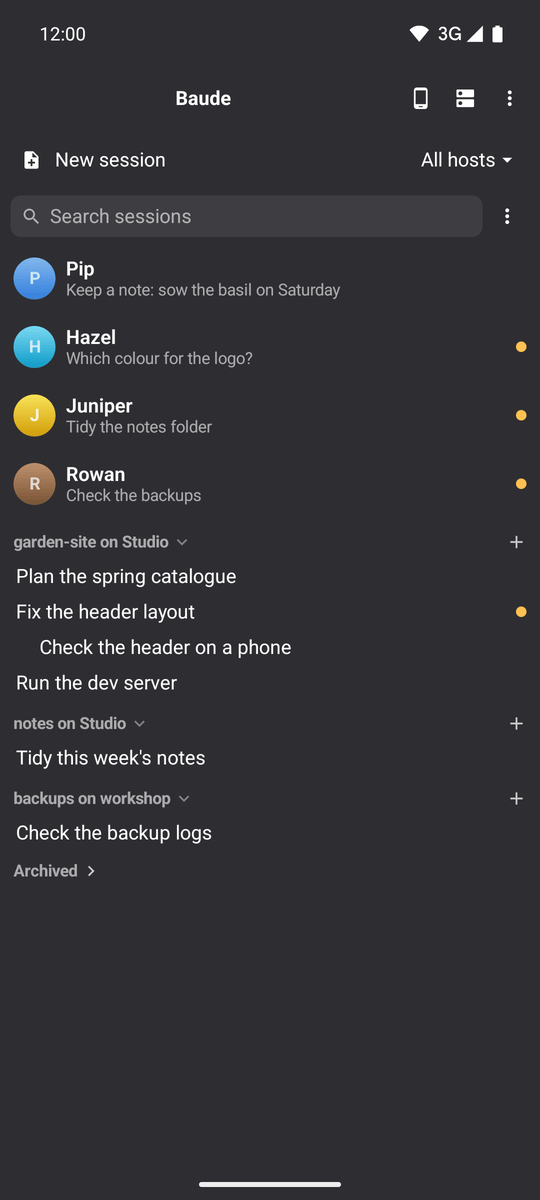 12:00
3G
Baude
New session
All hosts
Search sessions
P
Pip
Keep a note: sow the basil on Saturday
H
Hazel
Which colour for the logo?
J
Juniper
Tidy the notes folder
R
Rowan
Check the backups
garden-site on Studio
Plan the spring catalogue
Fix the header layout
Check the header on a phone
Run the dev server
notes on Studio
Tidy this week's notes
backups on workshop
Check the backup logs
Archived